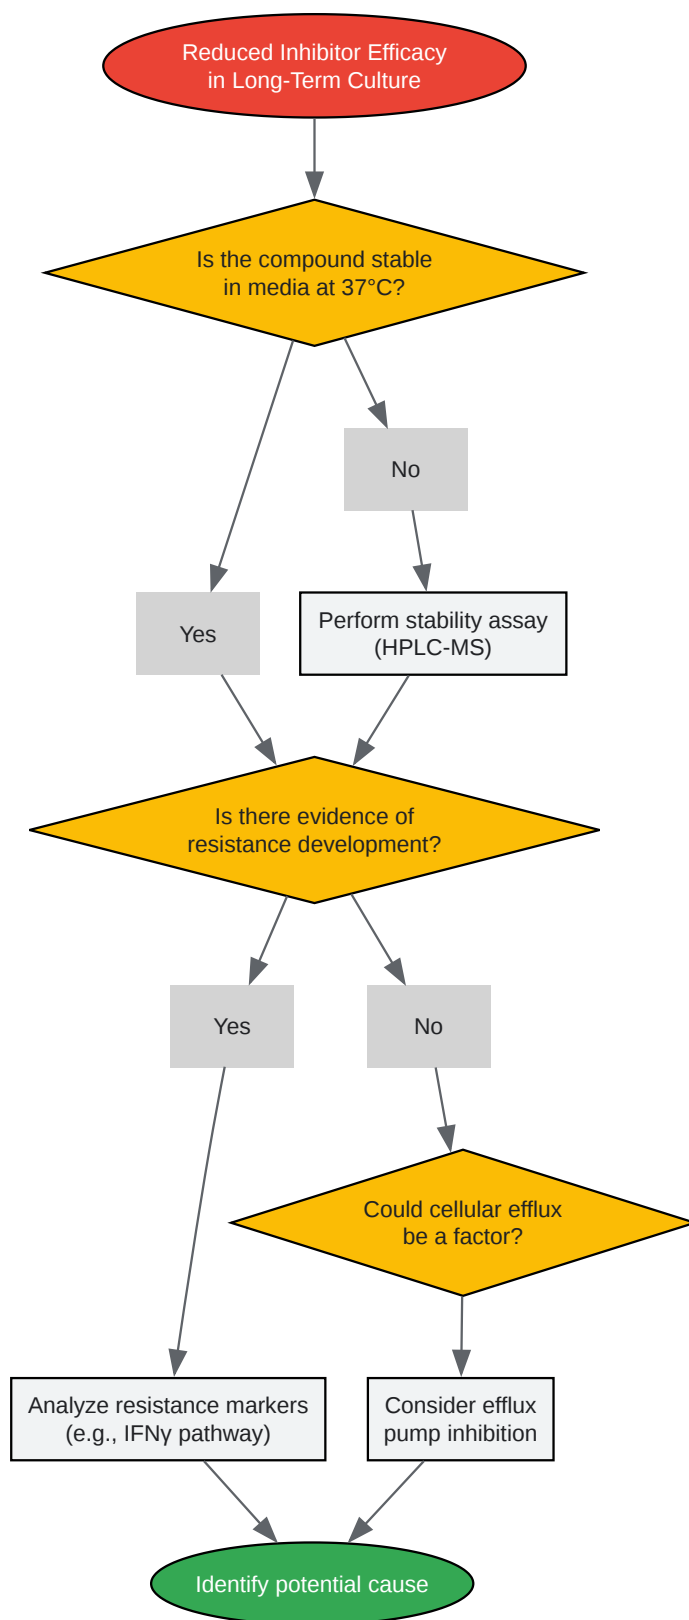 Reduced Inhibitor Efficacy
in Long-Term Culture
Is the compound stable
in media at 37°C?
No
Yes
Perform stability assay
(HPLC-MS)
Is there evidence of
resistance development?
Yes
No
Could cellular efflux
be a factor?
Analyze resistance markers
(e.g., IFNγ pathway)
Consider efflux
pump inhibition
Identify potential cause